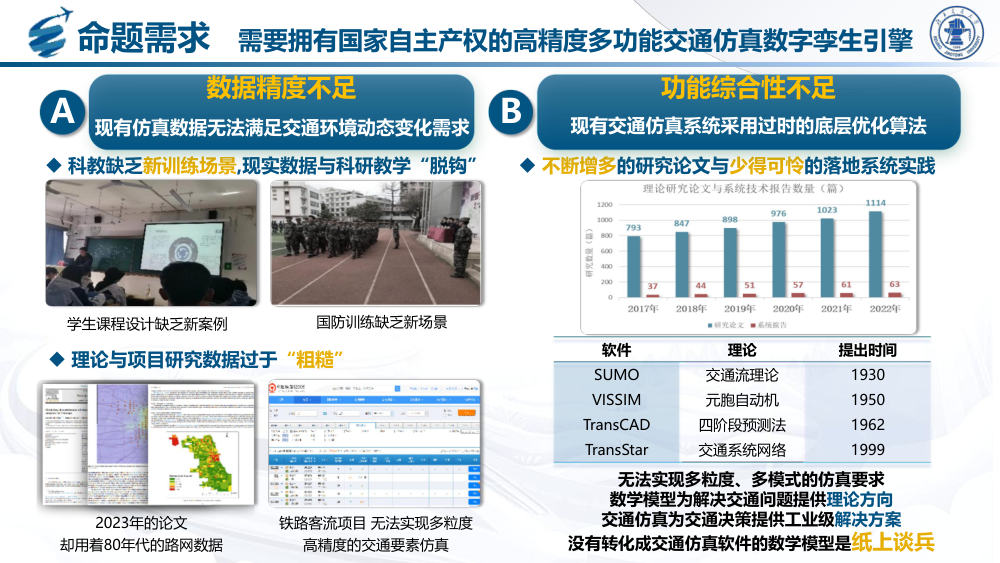 命题需求
需要拥有国家自主产权的高精度多功能交通仿真数字孪生引擎
A
数据精度不足
现有仿真数据无法满足交通环境动态变化需求
科教缺乏新训练场景,现实数据与科研教学“脱钩”
学生课程设计缺乏新案例
国防训练缺乏新场景
理论与项目研究数据过于“粗糙”
2023年的论文
却用着80年代的路网数据
铁路客流项目 无法实现多粒度
高精度的交通要素仿真
B
功能综合性不足
现有交通仿真系统采用过时的底层优化算法
不断增多的研究论文与少得可怜的落地系统实践
理论研究论文与系统技术报告数量（篇）
研究数量（篇）
1200
1000
800
600
400
200
0
793 847 898 976 1023 1114
37 44 51 57 61 63
2017年 2018年 2019年 2020年 2021年 2022年
研究论文 系统报告
软件 理论 提出时间
SUMO 交通流理论 1930
VISSIM 元胞自动机 1950
TransCAD 四阶段预测法 1962
TransStar 交通系统网络 1999
无法实现多粒度、多模式的仿真要求
数学模型为解决交通问题提供理论方向
交通仿真为交通决策提供工业级解决方案
没有转化成交通仿真软件的数学模型是纸上谈兵